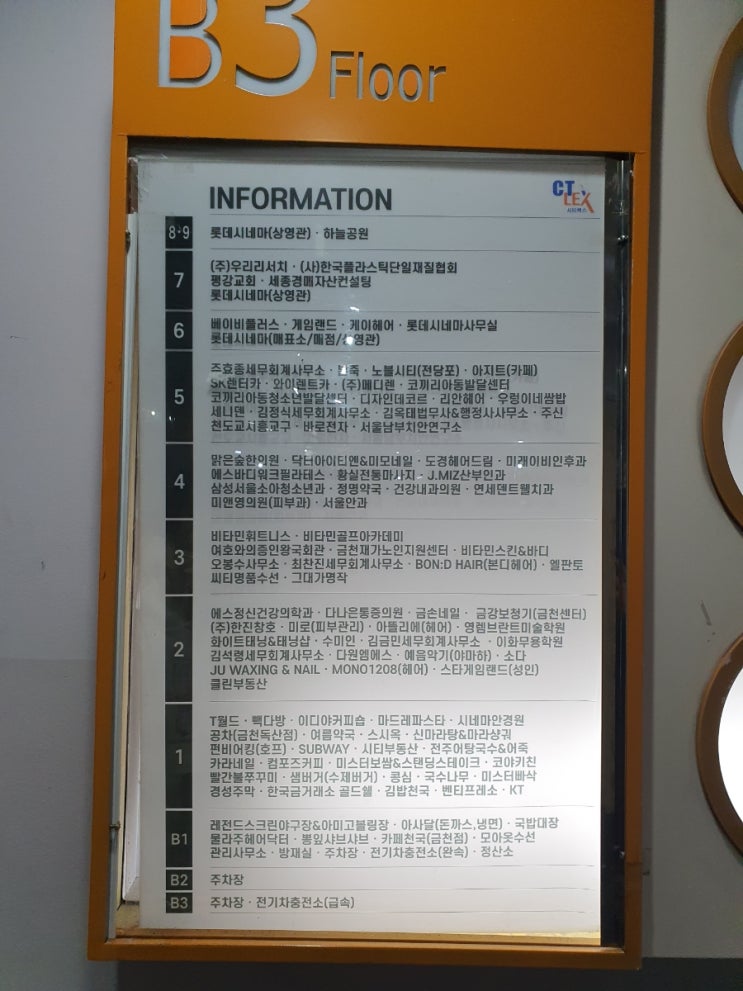 B3 Floor
INFORMATION
CTLEX
시티렉스
8·9
롯데시네마(상영관) · 하늘공원
7
(주)우리리서치 · (사)한국플라스틱단일재질협회
팽강교회 · 세종경매자산컨설팅
롯데시네마(상영관)
6
베이비플러스 · 게임랜드 · 케이헤어 · 롯데시네마사무실
롯데시네마(매표소/매점/상영관)
5
주효종세무회계사무소 · 본죽 · 노블시티(전당포) · 아지트(카페)
SK렌터카 · 와이렌트카 · (주)메디렌 · 코끼리아동발달센터
코끼리아동청소년발달센터 · 디자인데코르 · 리안헤어 · 우렁이네쌈밥
세니멘 · 김정식세무회계사무소 · 김옥태법무사&행정사사무소 · 주신
천도교시흥교구 · 바로전자 · 서울남부치안연구소
4
맑은숲한의원 · 닥터아이티엔&미모네일 · 도경헤어드림 · 미래이비인후과
에스바디워크필라테스 · 황실전통마사지 · J.MIZ산부인과
삼성서울소아청소년과 · 정명약국 · 건강내과의원 · 연세덴트웰치과
미앤영의원(피부과) · 서울안과
3
비타민휘트니스 · 비타민골프아카데미
여호와의증인왕국회관 · 금천재가노인지원센터 · 비타민스킨&바디
오봉수사무소 · 최찬진세무회계사무소 · BON:D HAIR(본디헤어) · 엘판토
씨티명품수선 · 그대가명작
2
에스정신건강의학과 · 다나은통증의원 · 금손네일 · 금강보청기(금천센터)
(주)한진창호 · 미로(피부관리) · 아뜰리에(헤어) · 영렘브란트미술학원
화이트태닝&태닝샵 · 수미인 · 김금민세무회계사무소 · 이화무용학원
김석령세무회계사무소 · 다원엠에스 · 예음악기(야마하) · 소다
JU WAXING & NAIL · MONO1208(헤어) · 스타게임랜드(성인)
클린부동산
1
T월드 · 빽다방 · 이디야커피숍 · 마드레파스타 · 시네마안경원
공차(금천독산점) · 여름약국 · 스시옥 · 신마라탕&마라샹궈
펀비어킹(호프) · SUBWAY · 시티부동산 · 전주어탕국수&어죽
카라네일 · 컴포즈커피 · 미스터보쌈&스탠딩스테이크 · 코야키친
빨간불쭈꾸미 · 샘버거(수제버거) · 콩심 · 국수나무 · 미스터빠삭
경성주막 · 한국금거래소 골드쉘 · 김밥천국 · 벤티프레소 · KT
B1
레전드스크린야구장&아미고볼링장 · 아사달(돈까스,냉면) · 국밥대장
물라주헤어닥터 · 뽕잎샤브샤브 · 카페천국(금천점) · 모아옷수선
관리사무소 · 방재실 · 주차장 · 전기차충전소(완속) · 정산소
B2
주차장
B3
주차장 · 전기차충전소(급속)